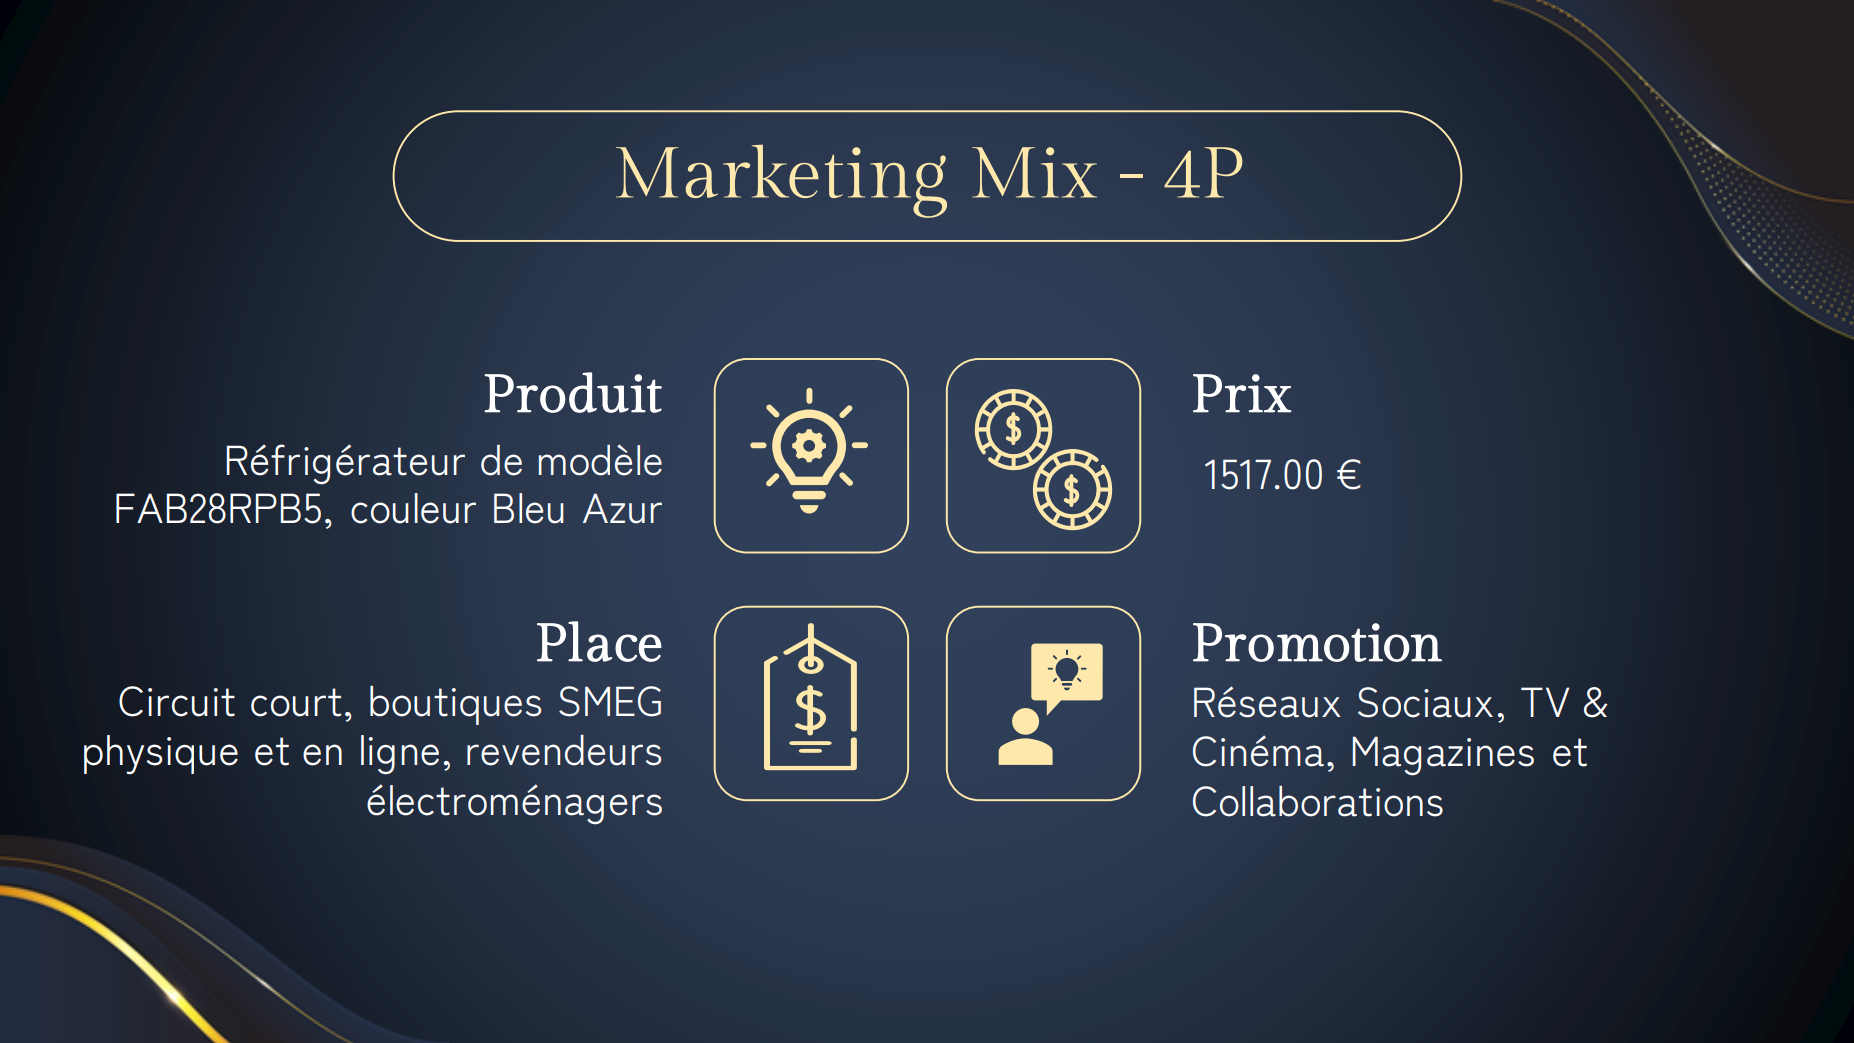 Marketing Mix - 4P
Produit
Réfrigérateur de modèle
FAB28RPB5, couleur Bleu Azur
Prix
1517.00 €
Place
Circuit court, boutiques SMEG
physique et en ligne, revendeurs
électroménagers
Promotion
Réseaux Sociaux, TV &
Cinéma, Magazines et
Collaborations